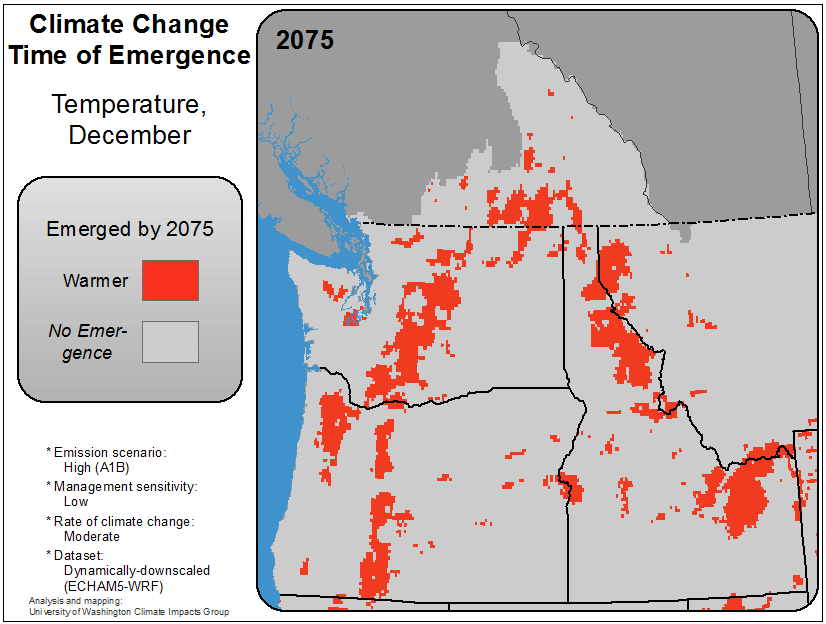 Climate Change
Time of Emergence
Temperature,
December
Emerged by 2075
Warmer
No Emer-
gence
* Emission scenario:
High (A1B)
* Management sensitivity:
Low
* Rate of climate change:
Moderate
* Dataset:
Dynamically-downscaled
(ECHAM5-WRF)
Analysis and mapping:
University of Washington Climate Impacts Group
2075